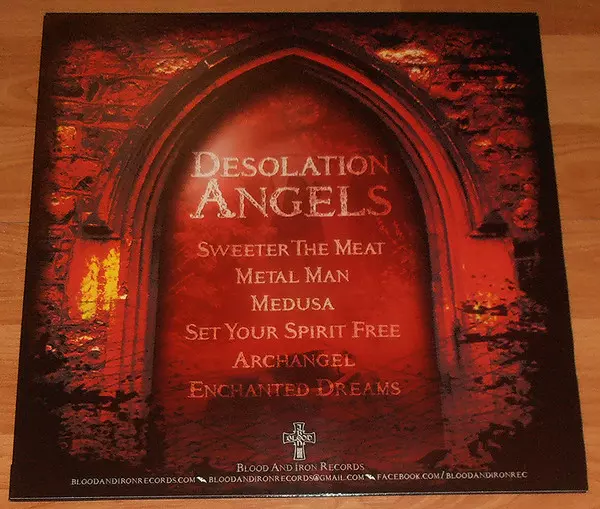 DESOLATION
ANGELS
SWEETER THE MEAT
METAL MAN
MEDUSA
SET YOUR SPIRIT FREE
ARCHANGEL
ENCHANTED DREAMS
BLOOD
BLOOD AND IRON RECORDS
BLOODANDIRONRECORDS.COM BLOODANDIRONRECORDS@GMAIL.COM FACEBOOK.COM/BLOODANDIRONREC